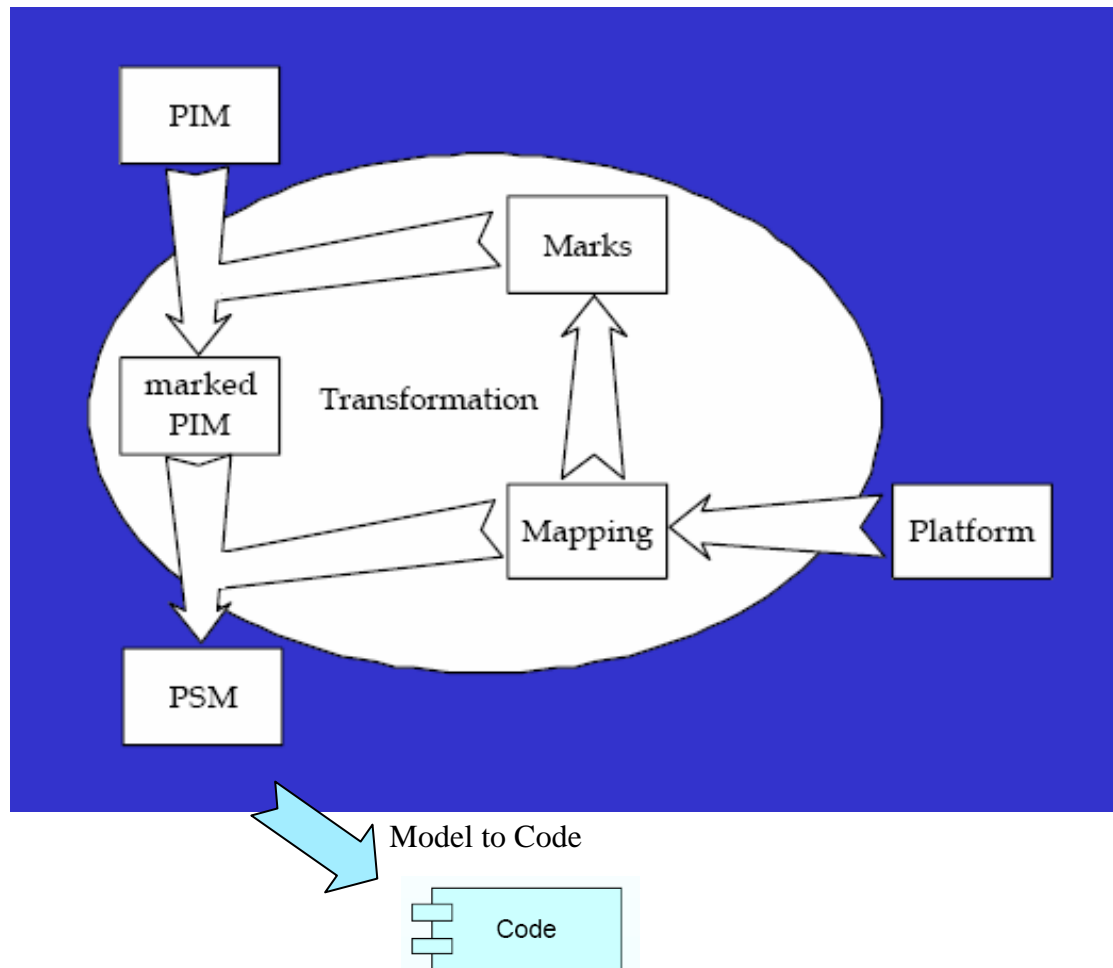 PIM
Marks
marked
PIM
Transformation
Mapping
Platform
PSM
Model to Code
Code